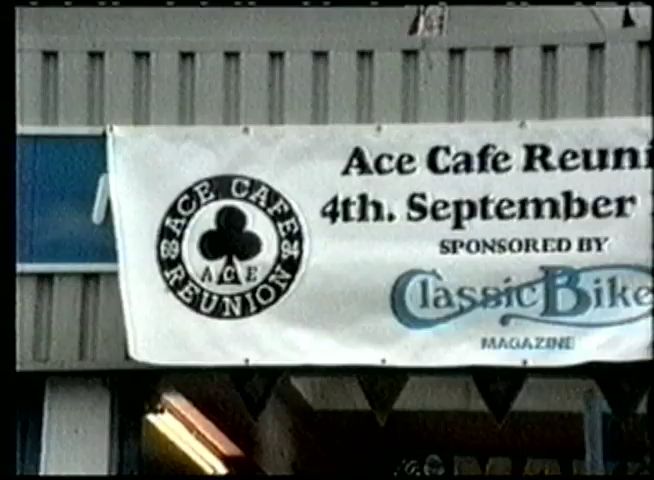 ACE CAFE
ACE
REUNION
Ace Cafe Reuni
4th. September
SPONSORED BY
Classic Bike
MAGAZINE